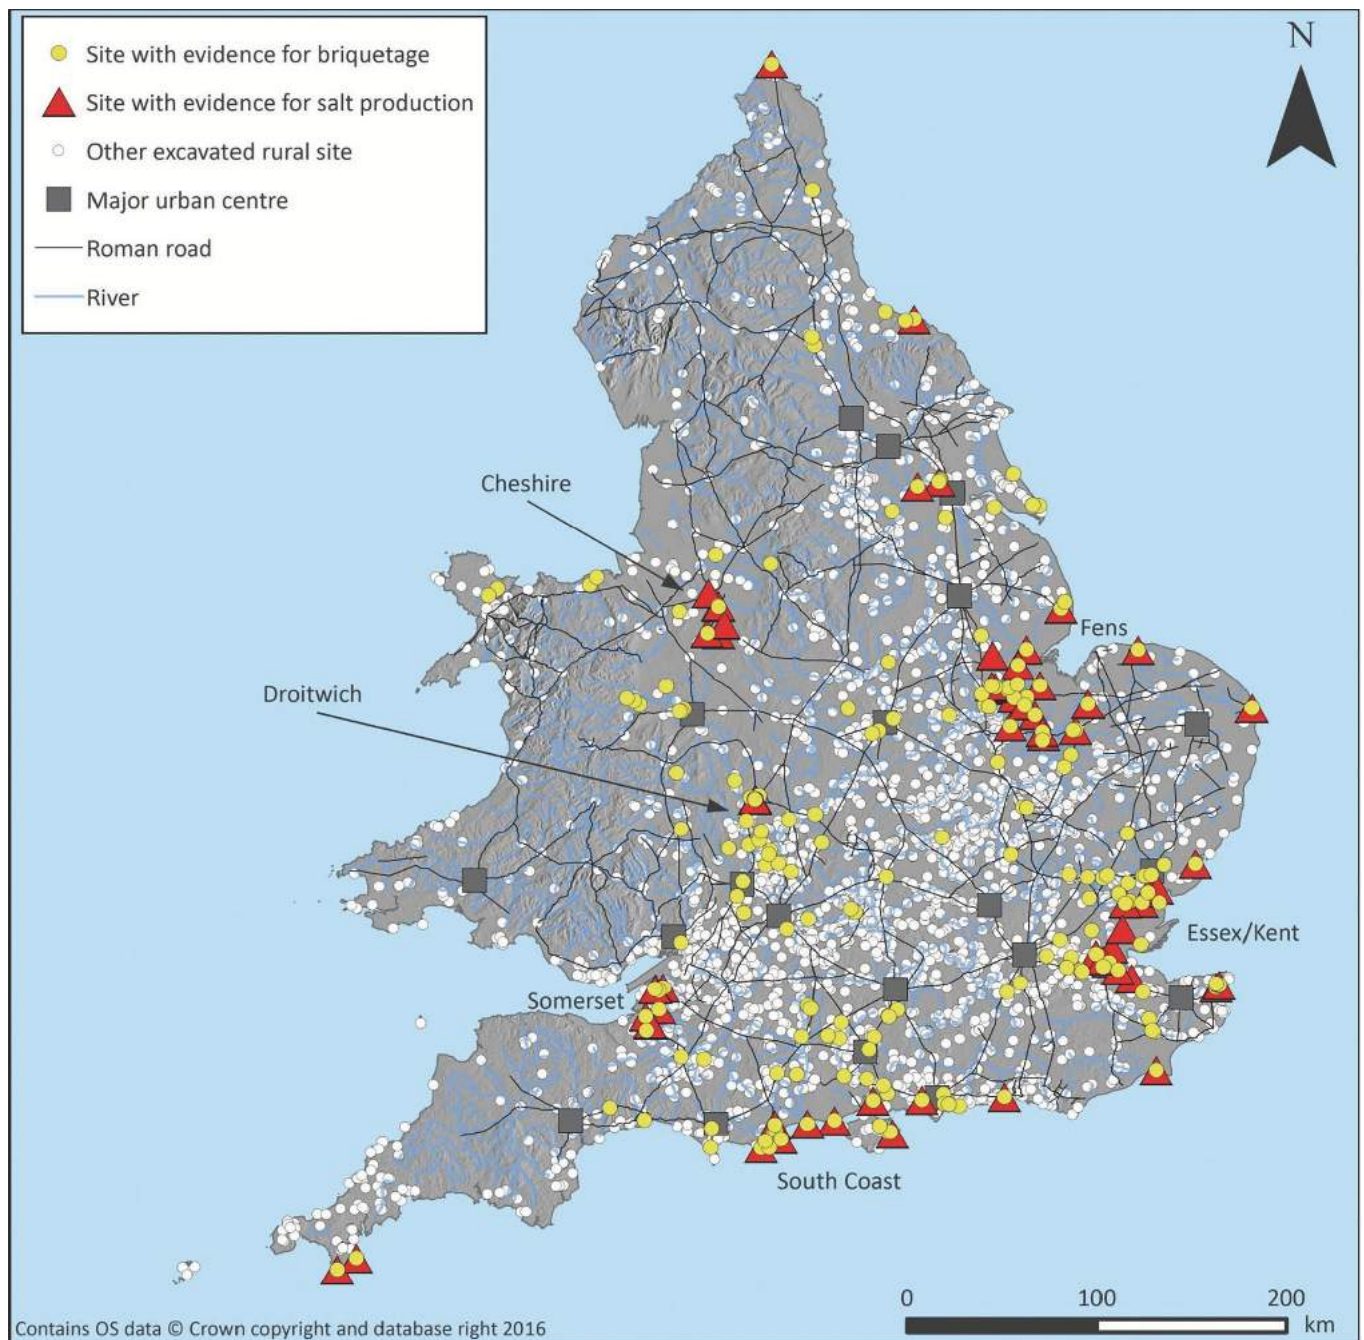 Site with evidence for briquetage
Site with evidence for salt production
Other excavated rural site
Major urban centre
Roman road
River
N
Cheshire
Fens
Droitwich
Essex/Kent
Somerset
South Coast
0 100 200
km
Contains OS data © Crown copyright and database right 2016